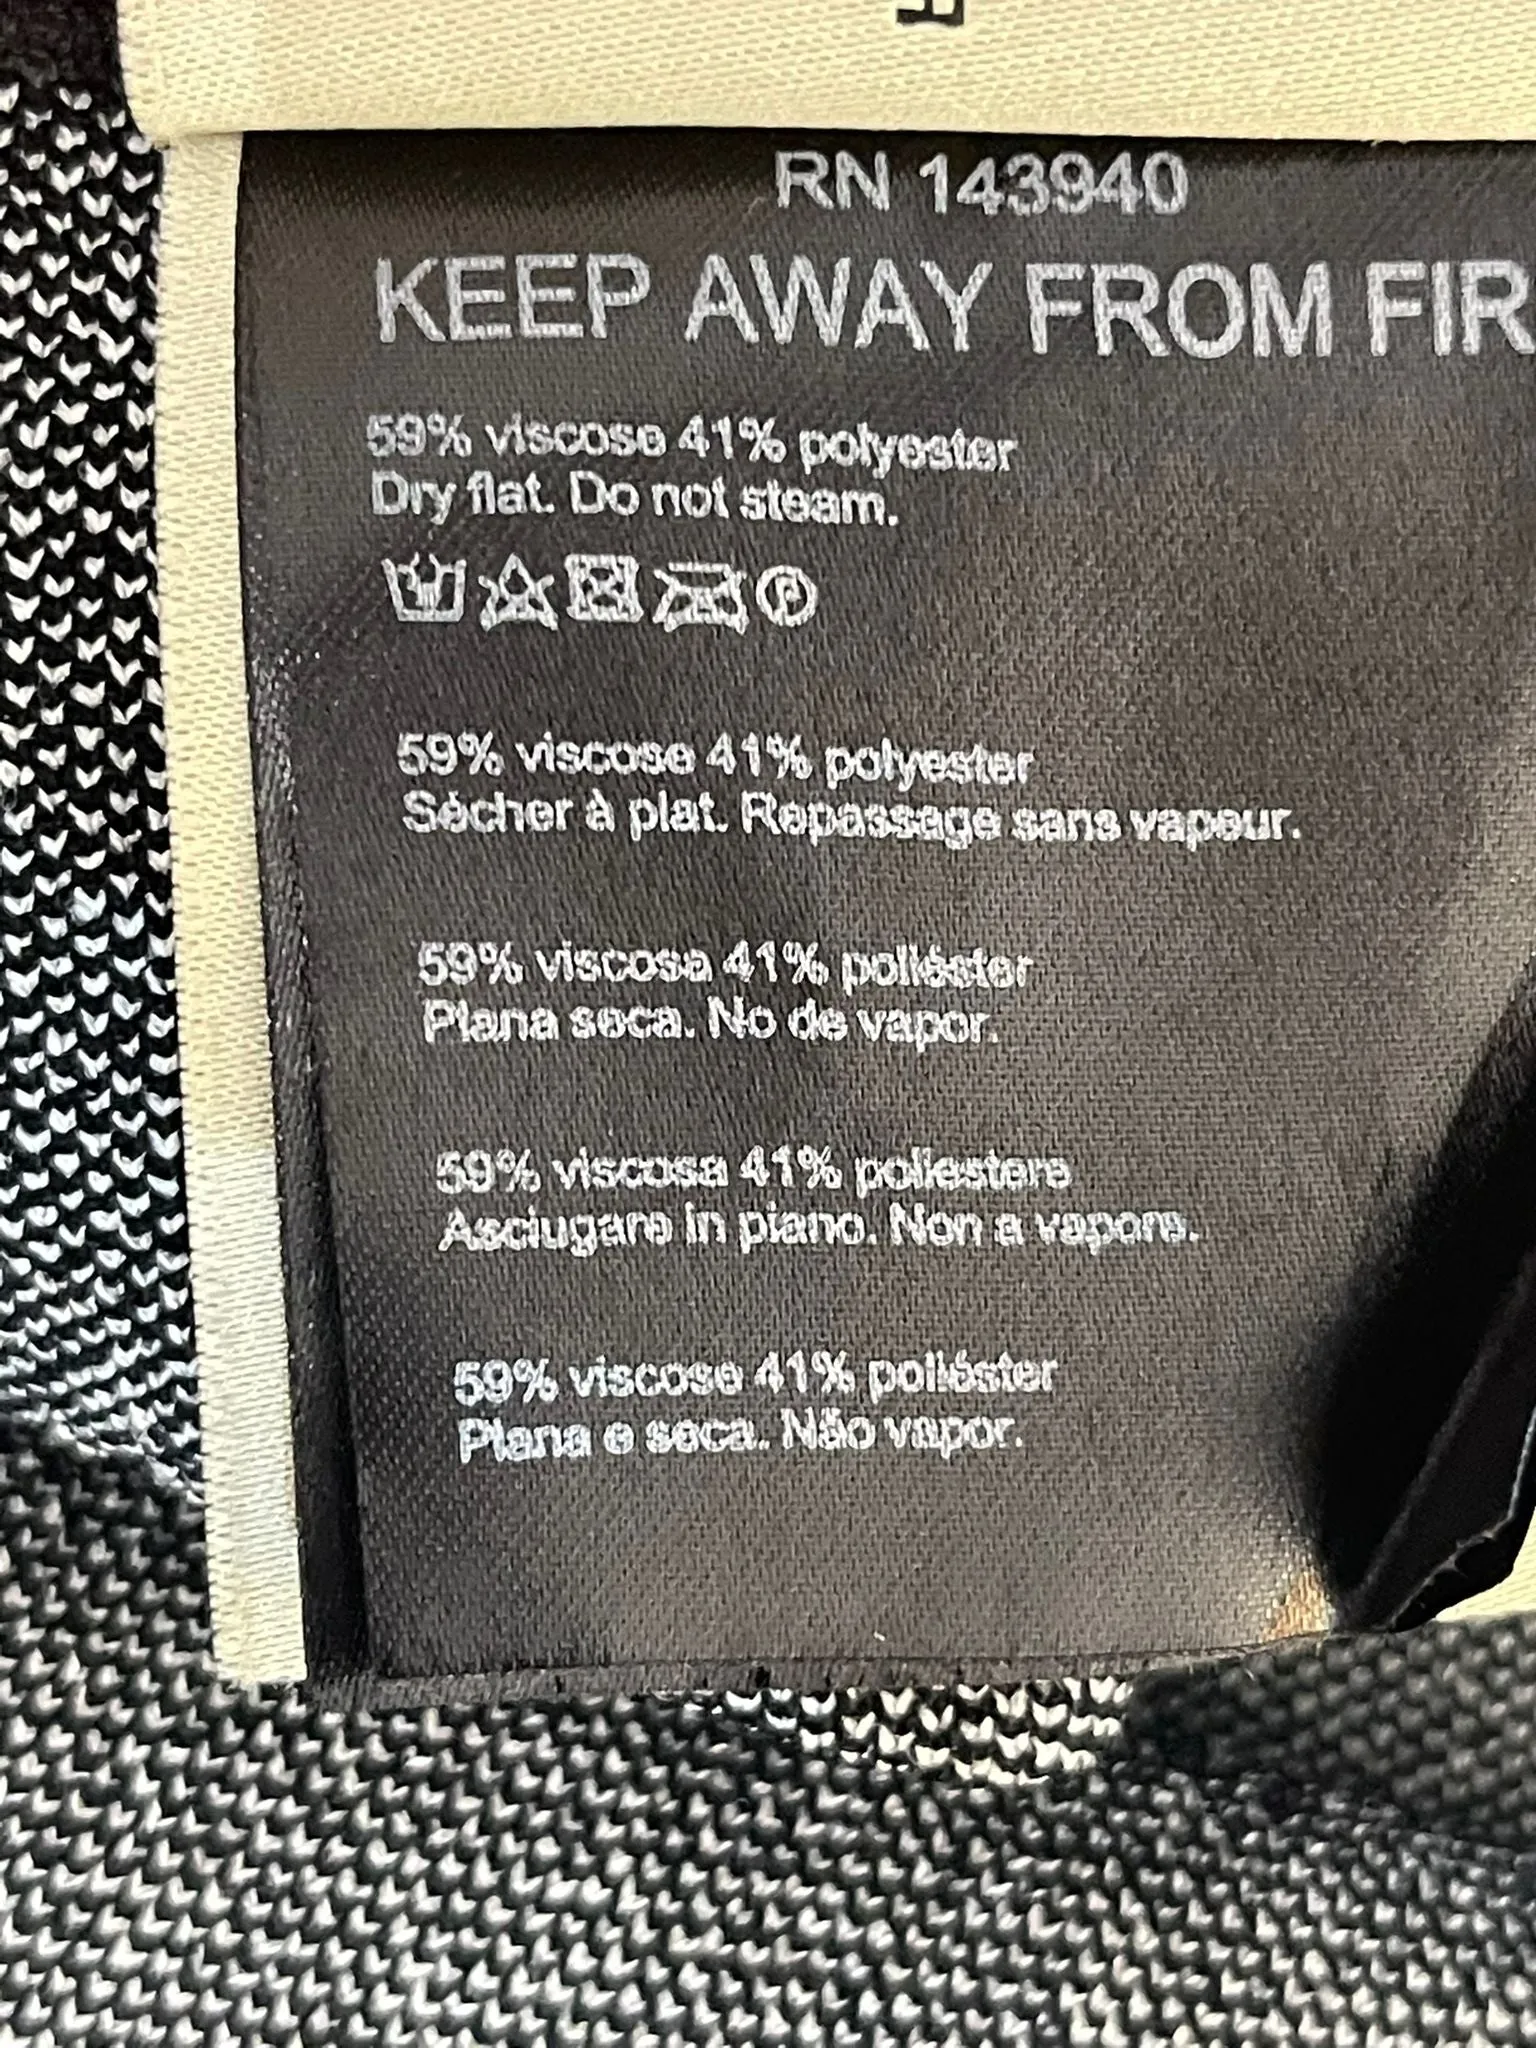 RN 143940
KEEP AWAY FROM FIR
59% viscose 41% polyester
Dry flat. Do not steam.
59% viscose 41% polyester
Sécher à plat. Repassage sans vapeur.
59% viscosa 41% poliéster
Plana seca. No de vapor.
59% viscosa 41% poliestere
Asciugare in piano. Non a vapore.
59% viscose 41% poliéster
Plana e seca. Não vapor.